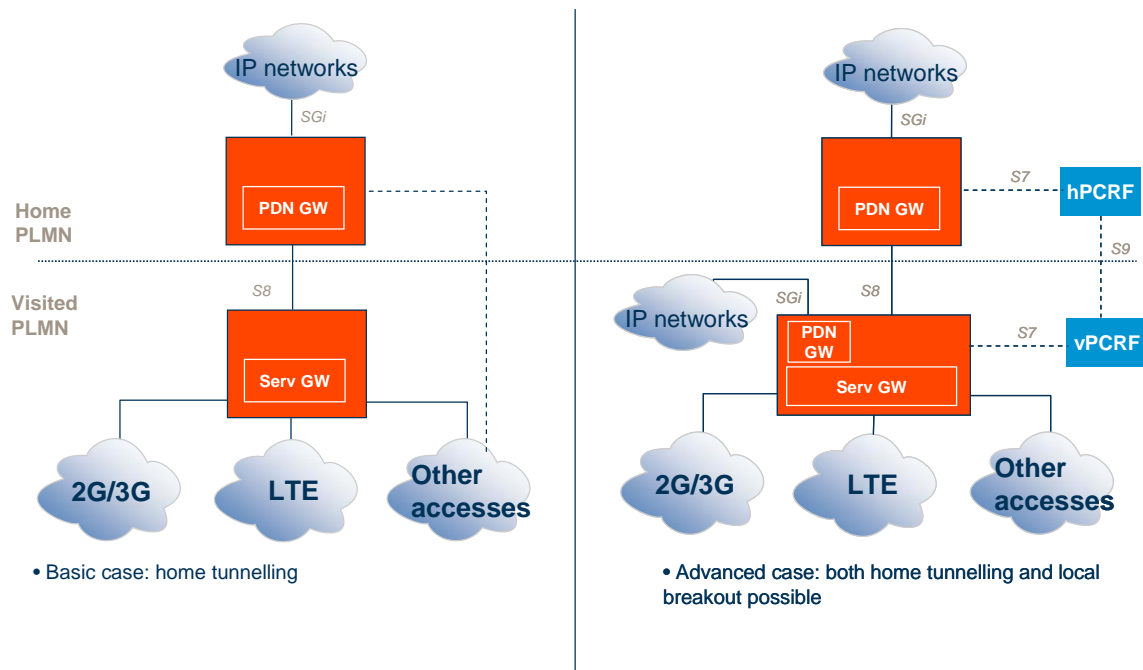 IP networks
SGi
PDN GW
Home
PLMN
S8
Visited
PLMN
Serv GW
2G/3G
LTE
Other
accesses
• Basic case: home tunnelling
IP networks
SGi
S7
hPCRF
PDN GW
S9
SGi
S8
IP networks
PDN
GW
S7
vPCRF
Serv GW
2G/3G
LTE
Other
accesses
• Advanced case: both home tunnelling and local
breakout possible